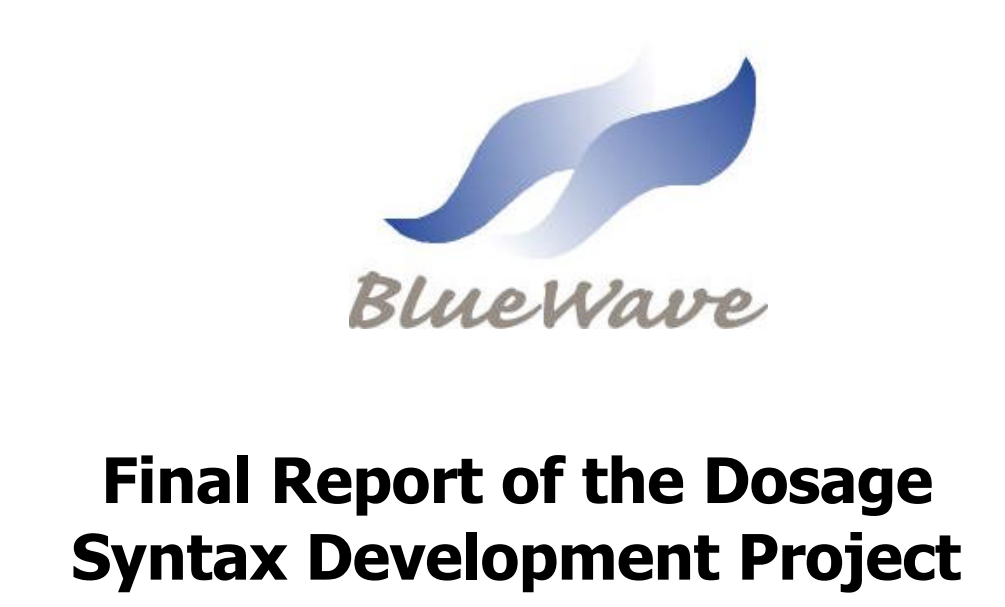 BlueWave
Final Report of the Dosage
Syntax Development Project